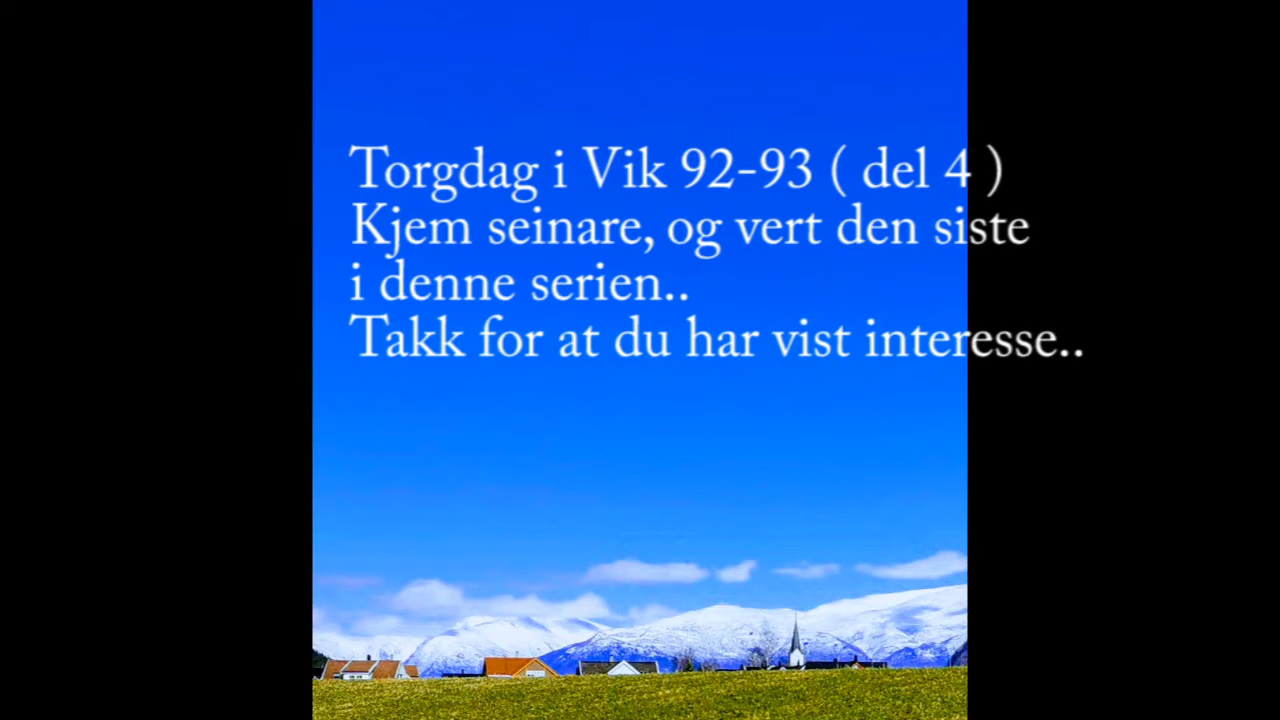 Torgdag i Vik 92-93 ( del 4 )
Kjem seinare, og vert den siste
i denne serien..
Takk for at du har vist interesse..